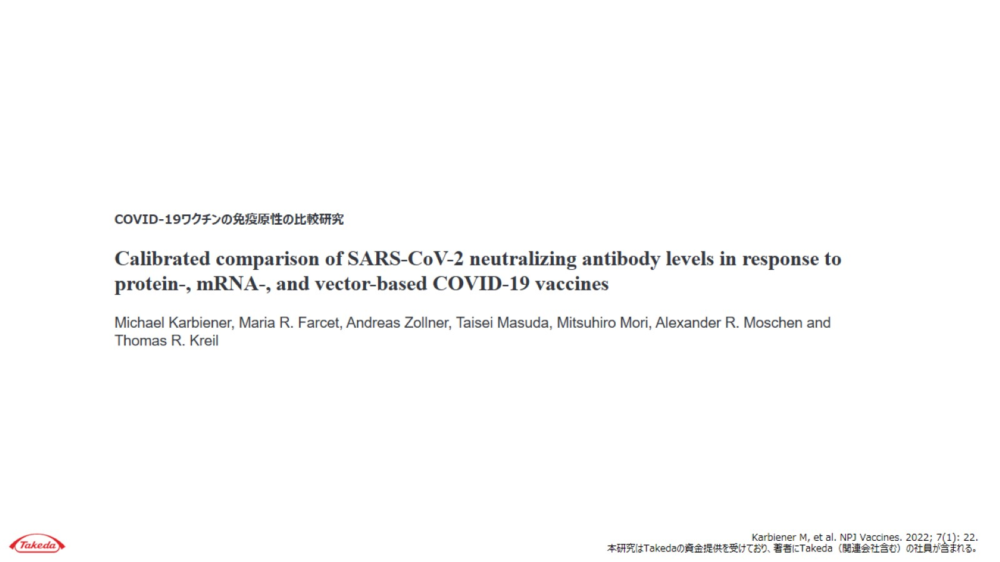 COVID-19ワクチンの免疫原性の比較研究
Calibrated comparison of SARS-CoV-2 neutralizing antibody levels in response to
protein-, mRNA-, and vector-based COVID-19 vaccines
Michael Karbiener, Maria R. Farcet, Andreas Zollner, Taisei Masuda, Mitsuhiro Mori, Alexander R. Moschen and
Thomas R. Kreil
Takeda
Karbiener M, et al. NPJ Vaccines. 2022; 7(1): 22.
本研究はTakedaの資金提供を受けており、著者にTakeda（関連会社含む）の社員が含まれる。